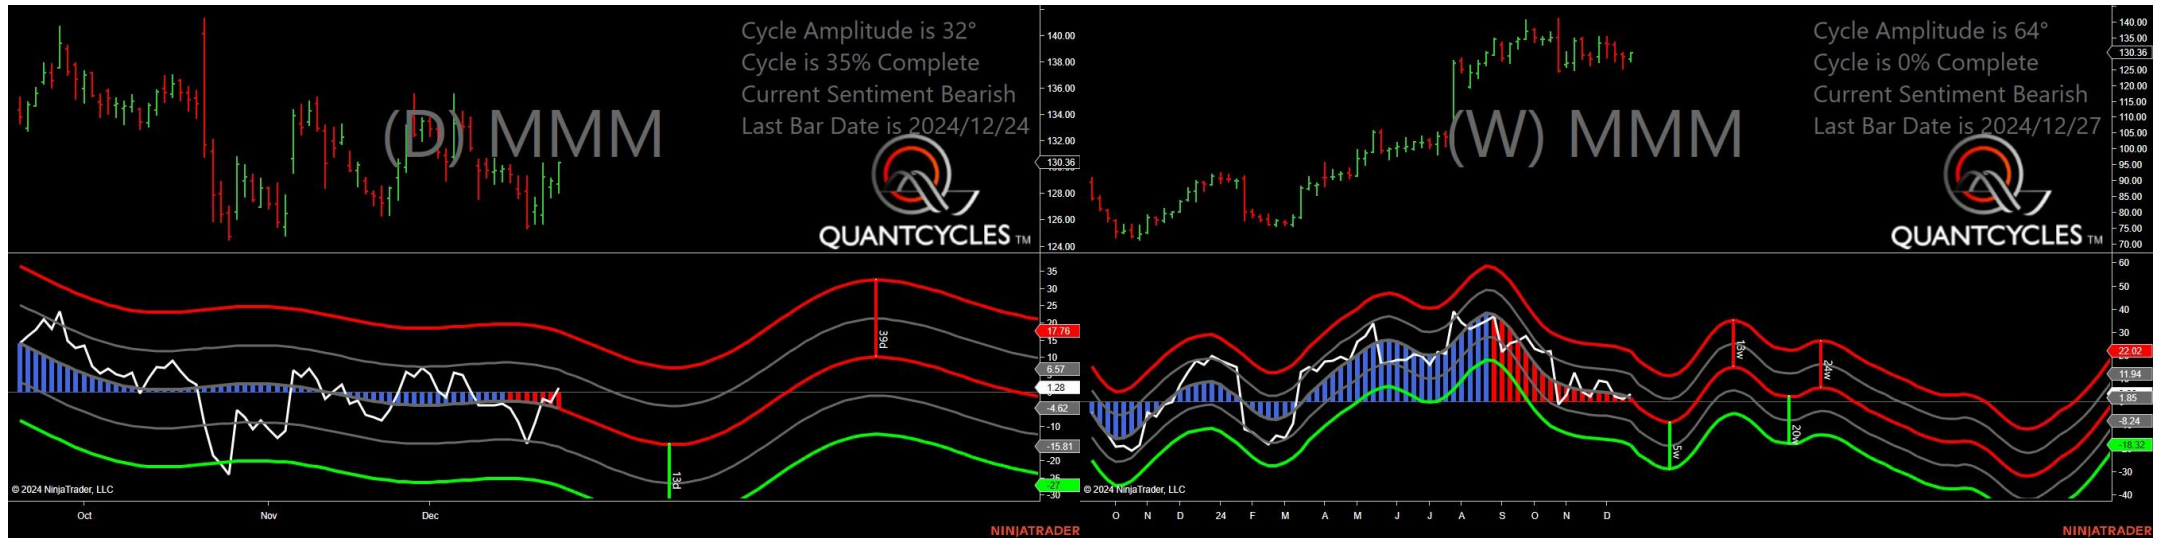 Cycle Amplitude is 32°
Cycle is 35% Complete
Current Sentiment Bearish
Last Bar Date is 2024/12/24
(D) MMM
QUANTCYCLES TM
140.00
138.00
136.00
134.00
132.00
130.36
128.00
126.00
124.00
35
30
25
20
17.76
15
10
6.57
1.28
-4.62
-10
-15.81
-20
-27
-30
39d
13d
© 2024 NinjaTrader, LLC
Oct
Nov
Dec
NINJATRADER
Cycle Amplitude is 64°
Cycle is 0% Complete
Current Sentiment Bearish
Last Bar Date is 2024/12/27
(W) MMM
QUANTCYCLES TM
140.00
135.00
130.36
125.00
120.00
115.00
110.00
105.00
100.00
95.00
90.00
85.00
80.00
75.00
70.00
60
50
40
30
22.02
11.94
1.85
-8.24
-18.32
-30
-40
18w
24w
5w
20w
© 2024 NinjaTrader, LLC
O N D 24 F M A M J J A S O N D
NINJATRADER